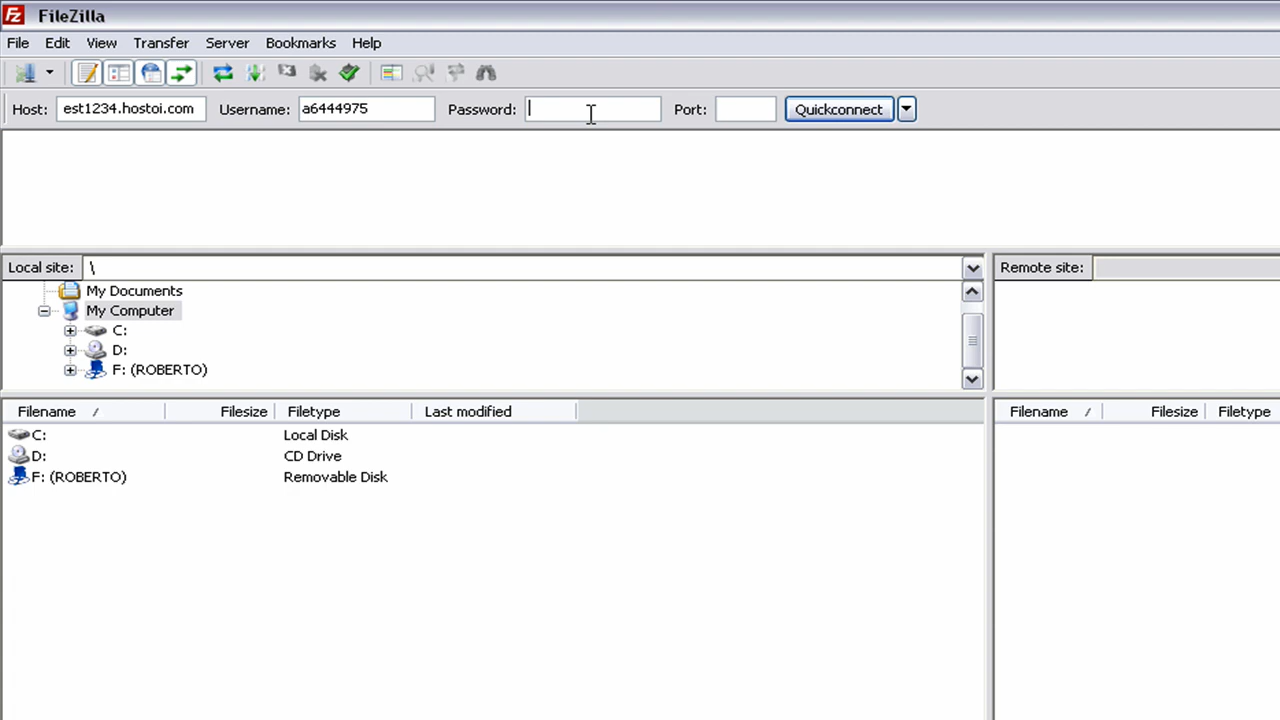 FileZilla
File Edit View Transfer Server Bookmarks Help
Host: est1234.hostoi.com Username: a6444975 Password: Port: Quickconnect
Local site: \ Remote site:
My Documents
My Computer
C:
D:
F: (ROBERTO)
Filename / Filesize Filetype Last modified Filename / Filesize Filetype
C: Local Disk
D: CD Drive
F: (ROBERTO) Removable Disk